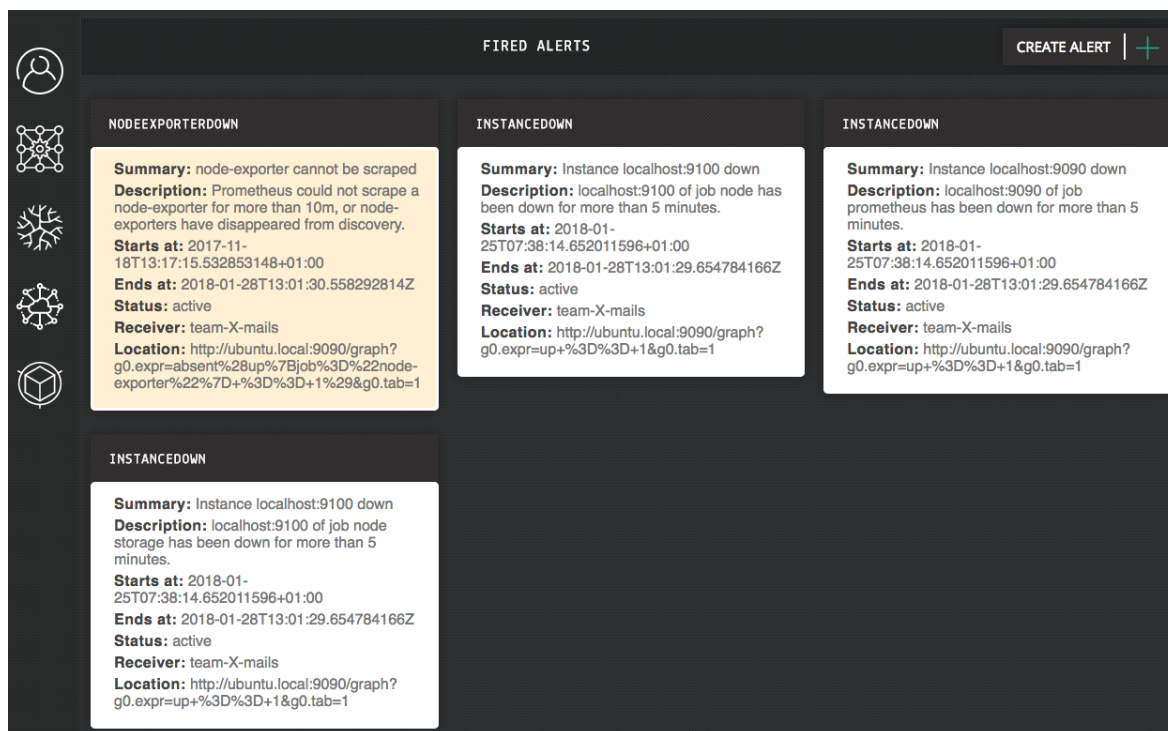 FIRED ALERTS
CREATE ALERT
NODEEXPORTERDOWN
Summary: node-exporter cannot be scraped
Description: Prometheus could not scrape a
node-exporter for more than 10m, or node-
exporters have disappeared from discovery.
Starts at: 2017-11-
18T13:17:15.532853148+01:00
Ends at: 2018-01-28T13:01:30.558292814Z
Status: active
Receiver: team-X-mails
Location: http://ubuntu.local:9090/graph?
g0.expr=absent%28up%7Bjob%3D%22node-
exporter%22%7D+%3D%3D+1%29&g0.tab=1
INSTANCEDOWN
Summary: Instance localhost:9100 down
Description: localhost:9100 of job node has
been down for more than 5 minutes.
Starts at: 2018-01-
25T07:38:14.652011596+01:00
Ends at: 2018-01-28T13:01:29.654784166Z
Status: active
Receiver: team-X-mails
Location: http://ubuntu.local:9090/graph?
g0.expr=up+%3D%3D+1&g0.tab=1
INSTANCEDOWN
Summary: Instance localhost:9090 down
Description: localhost:9090 of job
prometheus has been down for more than 5
minutes.
Starts at: 2018-01-
25T07:38:14.652011596+01:00
Ends at: 2018-01-28T13:01:29.654784166Z
Status: active
Receiver: team-X-mails
Location: http://ubuntu.local:9090/graph?
g0.expr=up+%3D%3D+1&g0.tab=1
INSTANCEDOWN
Summary: Instance localhost:9100 down
Description: localhost:9100 of job node
storage has been down for more than 5
minutes.
Starts at: 2018-01-
25T07:38:14.652011596+01:00
Ends at: 2018-01-28T13:01:29.654784166Z
Status: active
Receiver: team-X-mails
Location: http://ubuntu.local:9090/graph?
g0.expr=up+%3D%3D+1&g0.tab=1